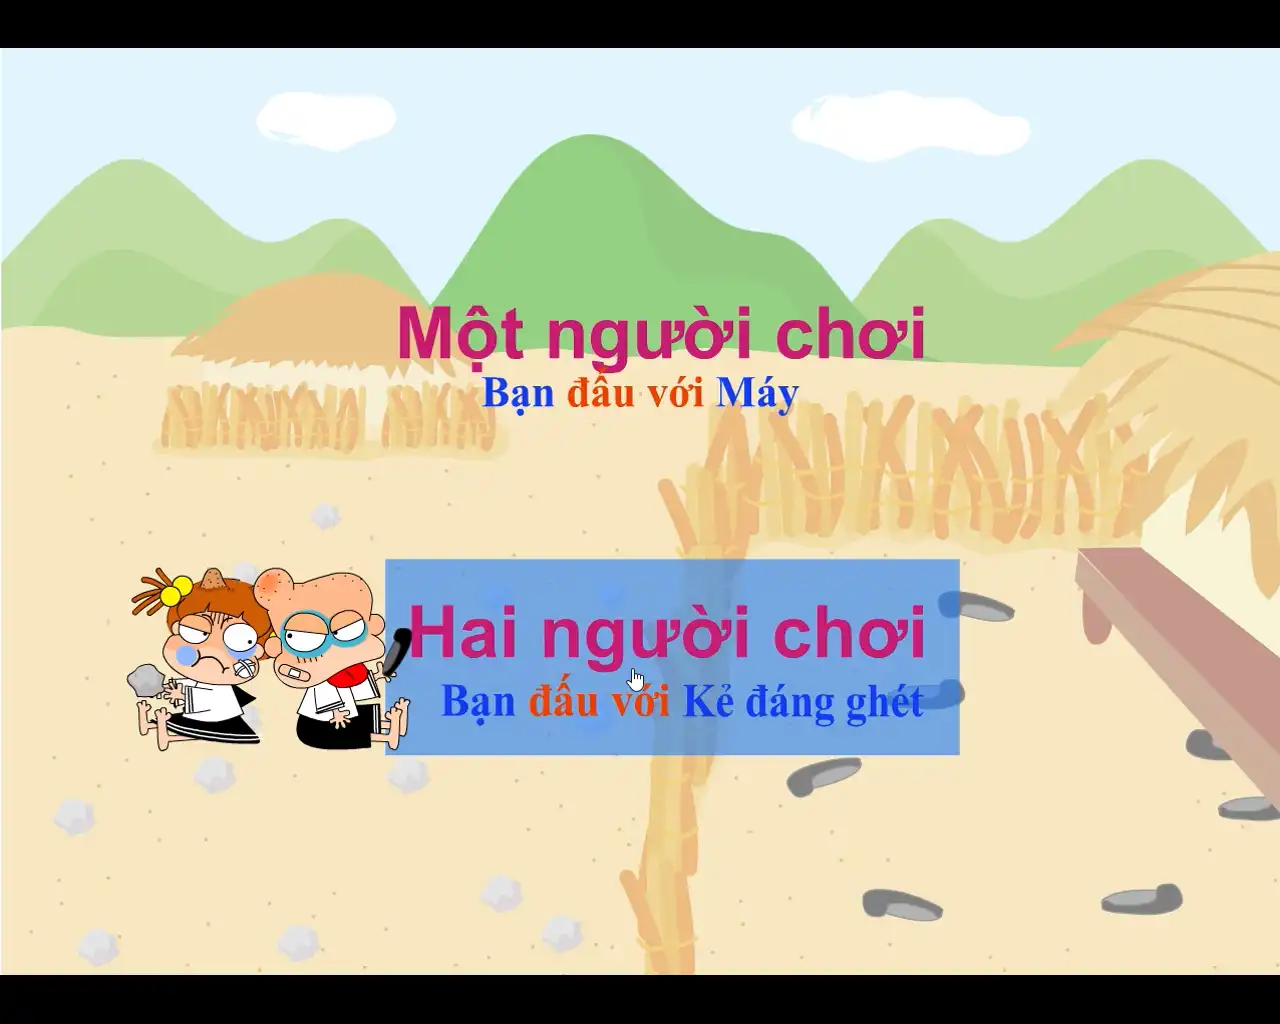 Một người chơi
Bạn đấu với Máy
Hai người chơi
Bạn đấu với Kẻ đáng ghét